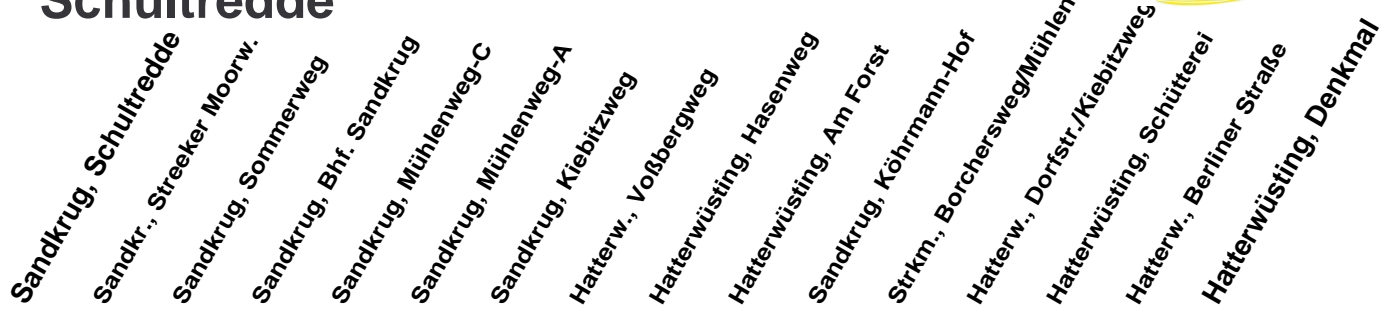 Schultredde
Sandkrug, Schultredde
Sandkr., Streeker Moorw.
Sandkrug, Sommerweg
Sandkrug, Bhf. Sandkrug
Sandkrug, Mühlenweg-C
Sandkrug, Mühlenweg-A
Sandkrug, Kiebitzweg
Hatterw., Voßbergweg
Hatterwüsting, Hasenweg
Hatterwüsting, Am Forst
Sandkrug, Köhrmann-Hof
Strkm., Borchersweg/Mühlen
Hatterw., Dorfstr./Kiebitzweg
Hatterwüsting, Schütterei
Hatterw., Berliner Straße
Hatterwüsting, Denkmal